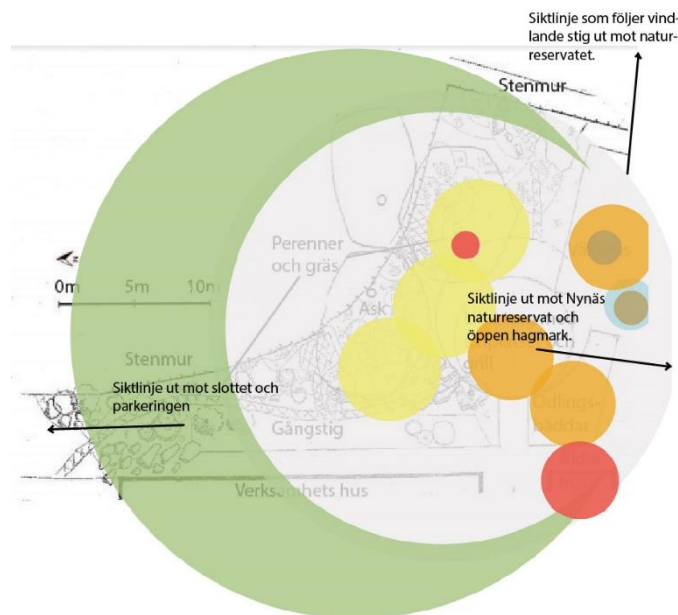 Siktlinje som följer vind-
lande stig ut mot natur-
reservatet.
Stenmur
Perenner
och gräs
0m 5m 10m
Ask
Siktlinje ut mot Nynäs
naturreservat och
öppen hagmark.
grill
Stenmur
Siktlinje ut mot slottet och
parkeringen
Odlings-
bäddar
Gångstig
Verksamhets hus